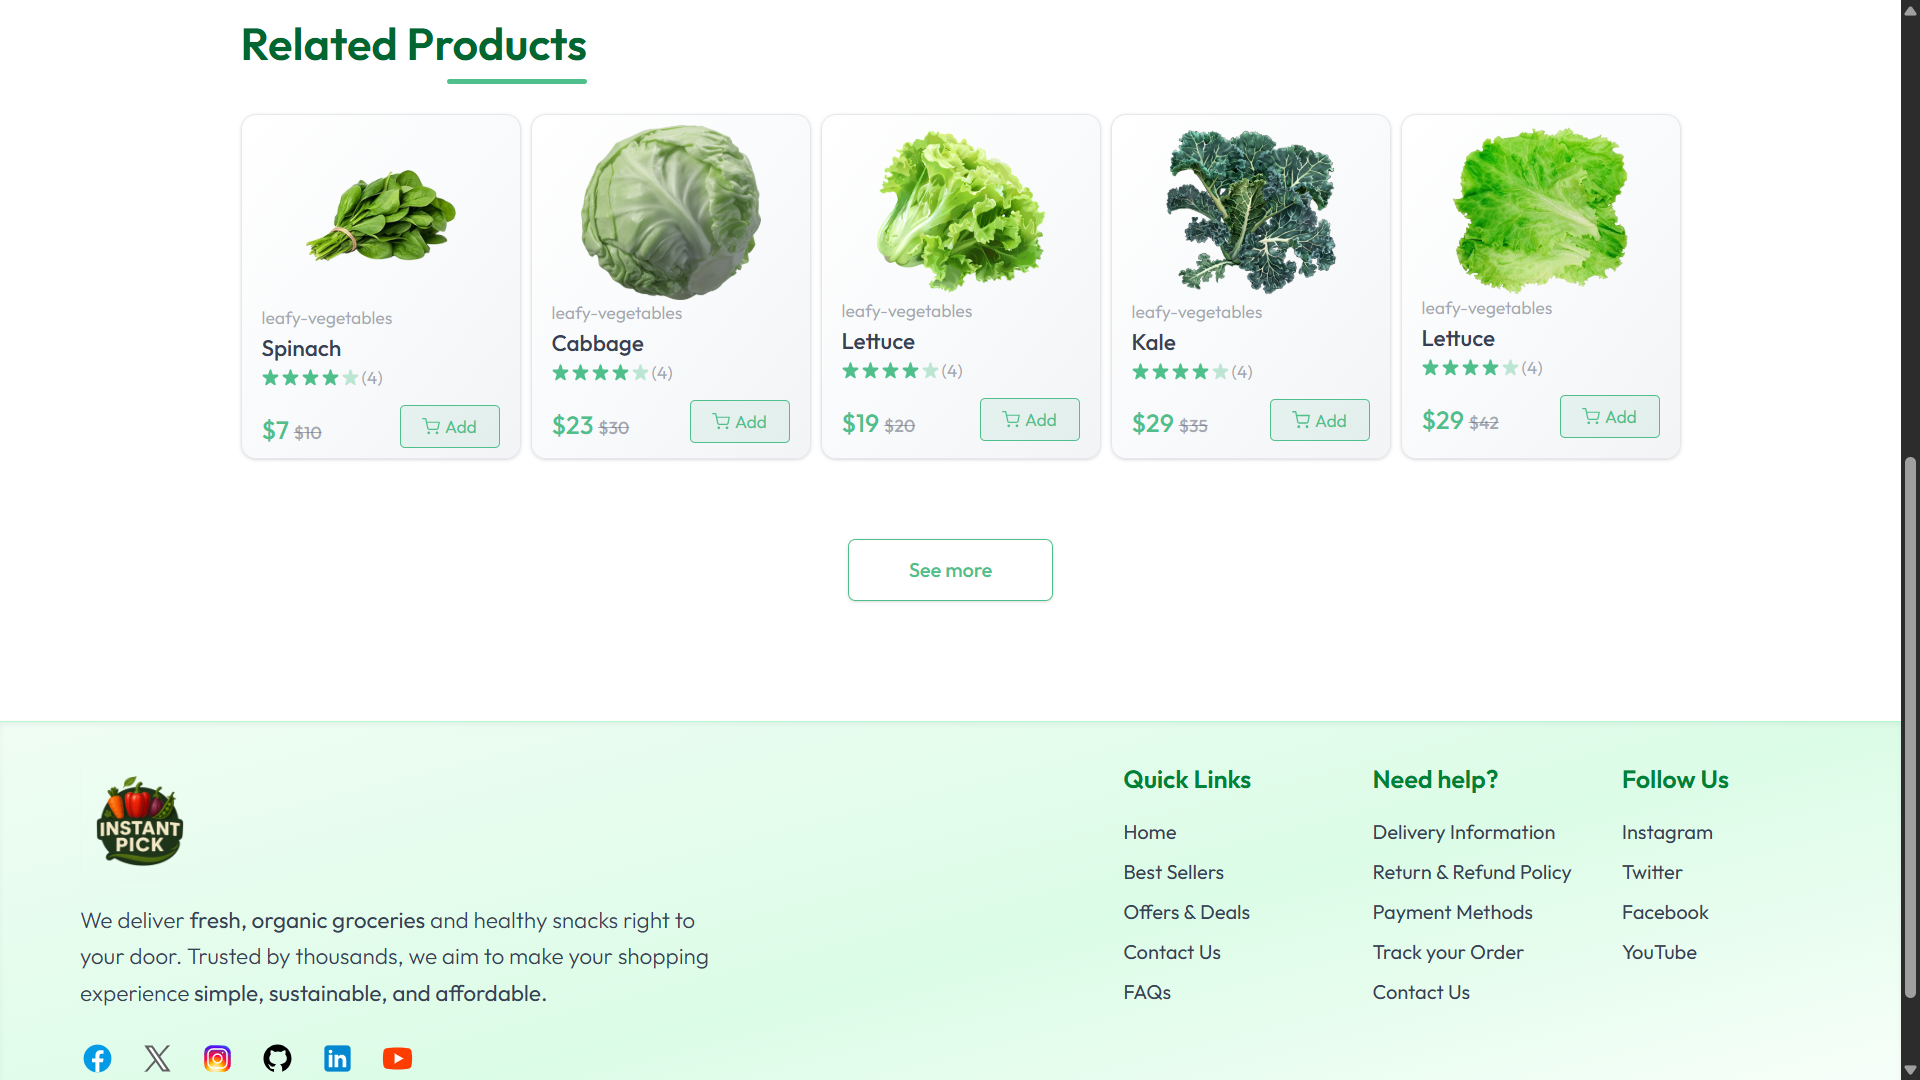 Related Products
leafy-vegetables
Spinach
(4)
$7 $10
Add
leafy-vegetables
Cabbage
(4)
$23 $30
Add
leafy-vegetables
Lettuce
(4)
$19 $20
Add
leafy-vegetables
Kale
(4)
$29 $35
Add
leafy-vegetables
Lettuce
(4)
$29 $42
Add
See more
INSTANT
PICK
We deliver fresh, organic groceries and healthy snacks right to
your door. Trusted by thousands, we aim to make your shopping
experience simple, sustainable, and affordable.
Quick Links
Home
Best Sellers
Offers & Deals
Contact Us
FAQs
Need help?
Delivery Information
Return & Refund Policy
Payment Methods
Track your Order
Contact Us
Follow Us
Instagram
Twitter
Facebook
YouTube